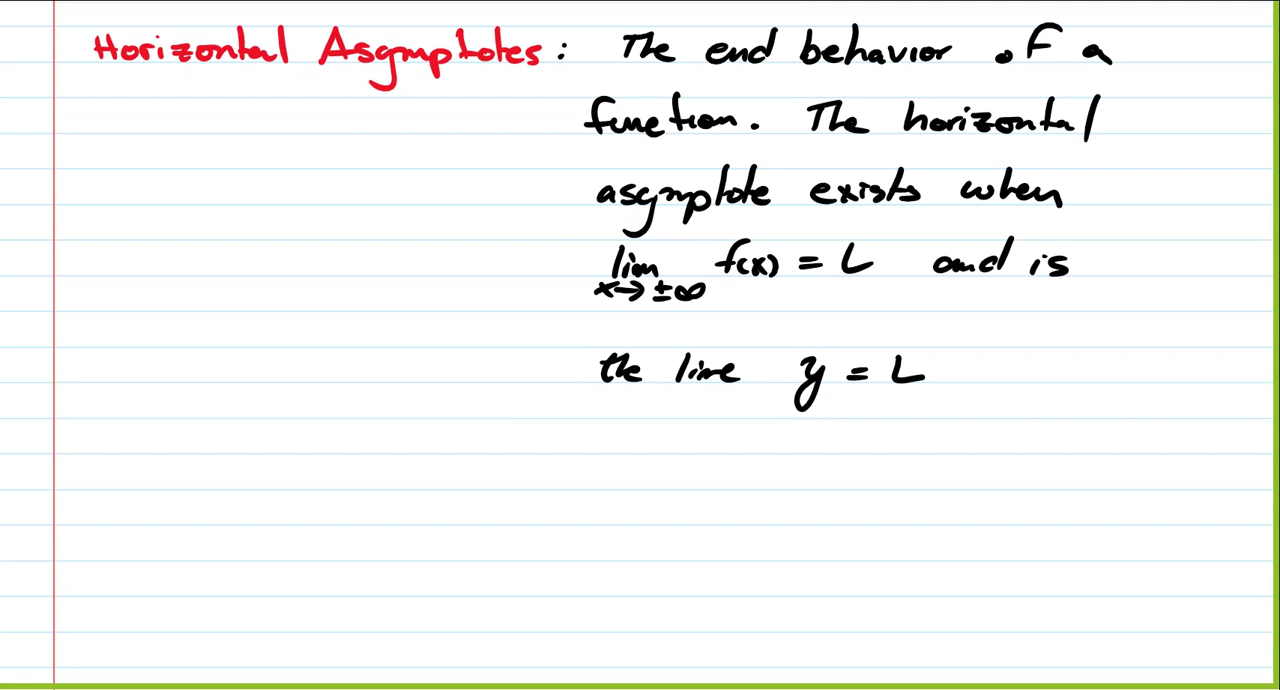 Horizontal Asymptotes: The end behavior of a
function. The horizontal
asymptote exists when
lim f(x) = L and is
x→ ±∞
the line y = L